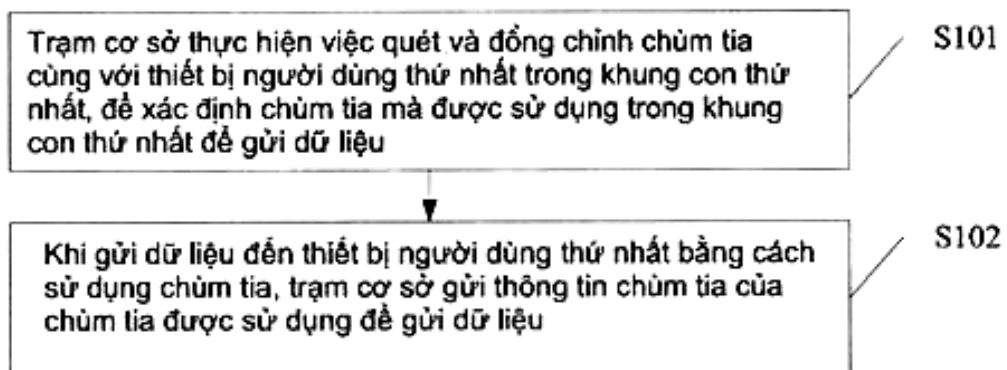 Trạm cơ sở thực hiện việc quét và đồng chỉnh chùm tia
cùng với thiết bị người dùng thứ nhất trong khung con thứ
nhất, để xác định chùm tia mà được sử dụng trong khung
con thứ nhất để gửi dữ liệu
S101
Khi gửi dữ liệu đến thiết bị người dùng thứ nhất bằng cách
sử dụng chùm tia, trạm cơ sở gửi thông tin chùm tia của
chùm tia được sử dụng để gửi dữ liệu
S102